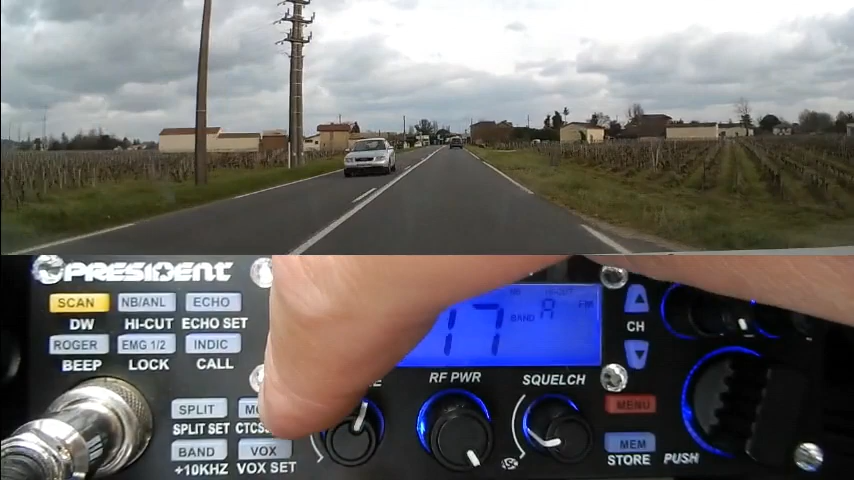 PRESIDENT
SCAN NB/ANL ECHO
DW HI-CUT ECHO SET
ROGER EMG 1/2 INDIC
BEEP LOCK CALL
SPLIT
SPLIT SET CTCS
BAND VOX
+10KHZ VOX SET
HI-CUT
17 BAND A FM
CH
RF PWR SQUELCH
MENU
MEM
STORE PUSH